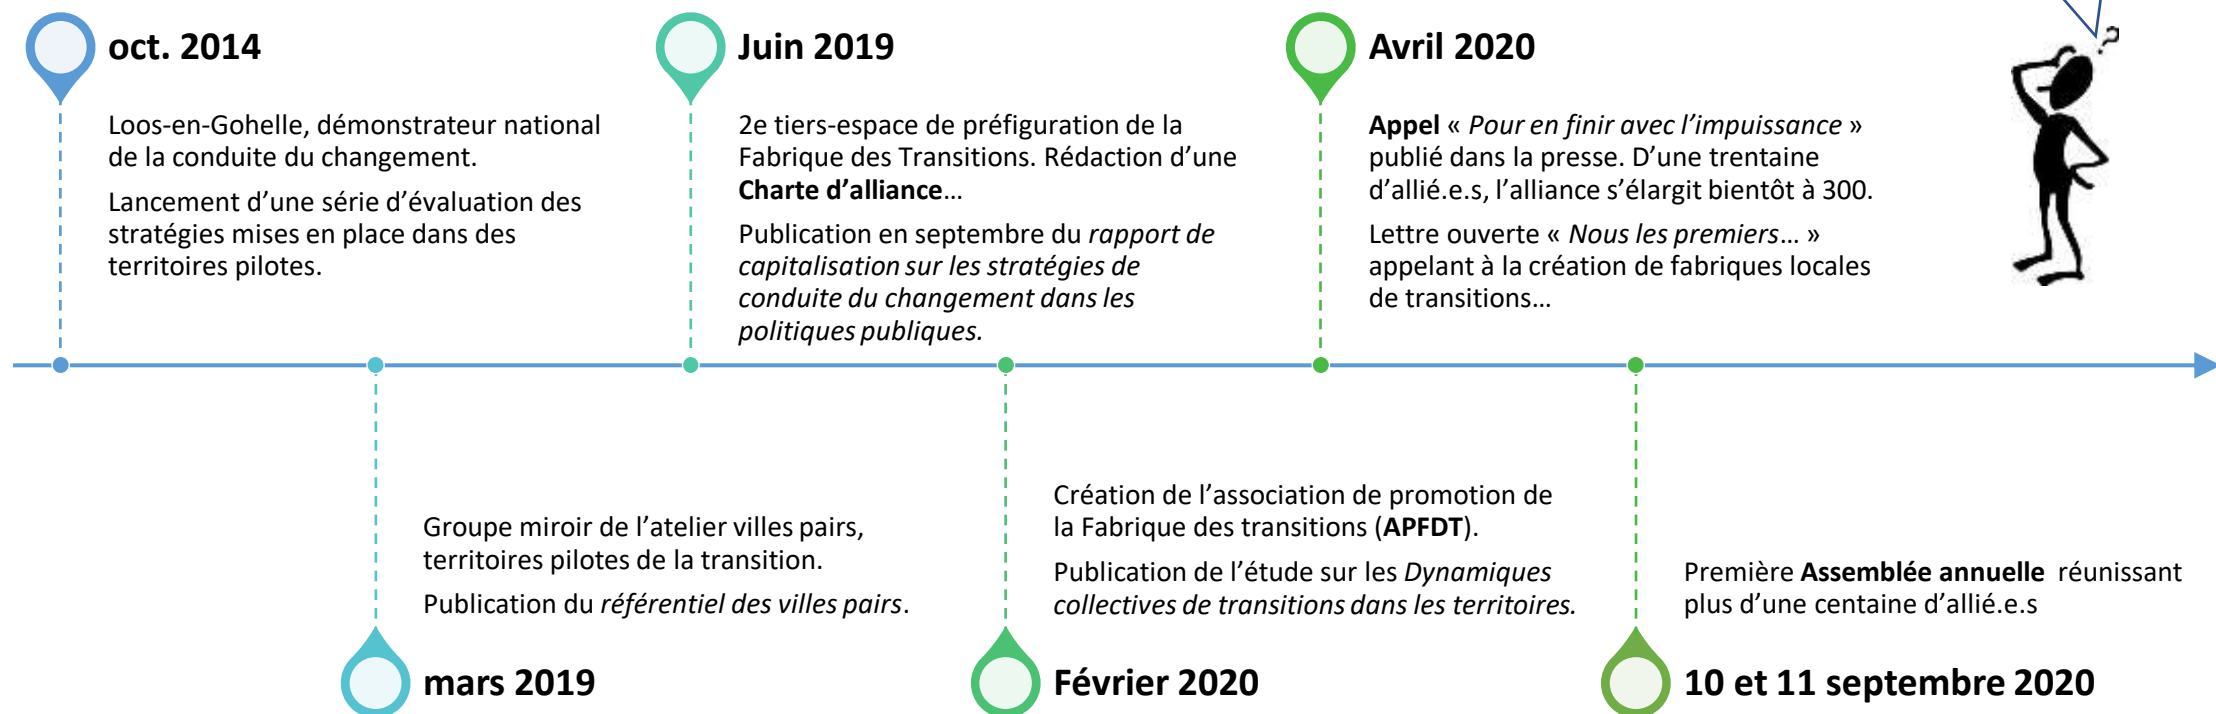 oct. 2014
Loos-en-Gohelle, démonstrateur national
de la conduite du changement.
Lancement d’une série d’évaluation des
stratégies mises en place dans des
territoires pilotes.
Juin 2019
2e tiers-espace de préfiguration de la
Fabrique des Transitions. Rédaction d’une
Charte d’alliance…
Publication en septembre du rapport de
capitalisation sur les stratégies de
conduite du changement dans les
politiques publiques.
Avril 2020
Appel « Pour en finir avec l’impuissance »
publié dans la presse. D’une trentaine
d’allié.e.s, l’alliance s’élargit bientôt à 300.
Lettre ouverte « Nous les premiers… »
appelant à la création de fabriques locales
de transitions…
?
Groupe miroir de l’atelier villes pairs,
territoires pilotes de la transition.
Publication du référentiel des villes pairs.
mars 2019
Création de l’association de promotion de
la Fabrique des transitions (APFDT).
Publication de l’étude sur les Dynamiques
collectives de transitions dans les territoires.
Février 2020
Première Assemblée annuelle réunissant
plus d’une centaine d’allié.e.s
10 et 11 septembre 2020